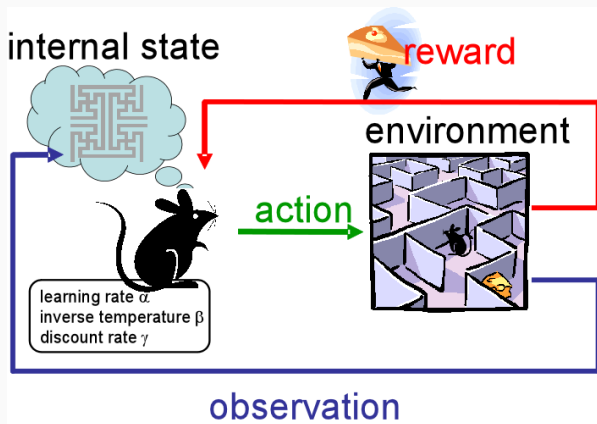 internal state
reward
environment
action
learning rate α
inverse temperature β
discount rate γ
observation